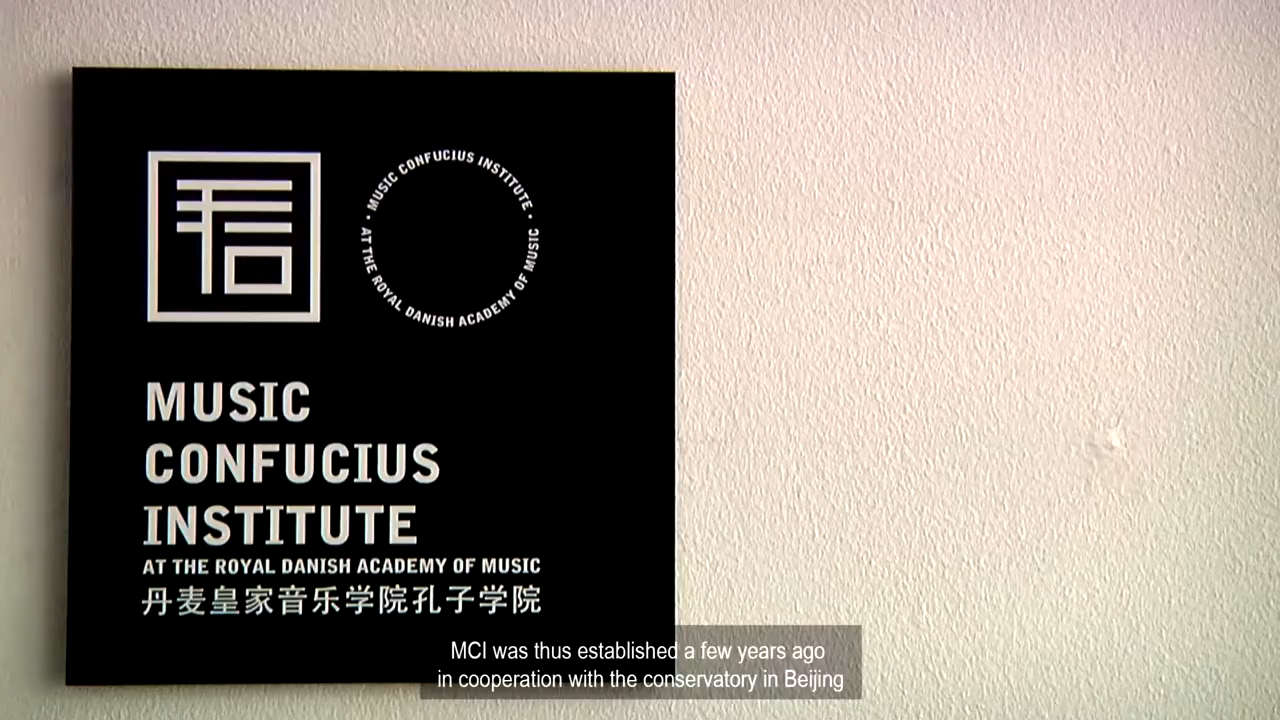 • MUSIC CONFUCIUS INSTITUTE •
AT THE ROYAL DANISH ACADEMY OF MUSIC
MUSIC
CONFUCIUS
INSTITUTE
AT THE ROYAL DANISH ACADEMY OF MUSIC
丹麦皇家音乐学院孔子学院
MCI was thus established a few years ago
in cooperation with the conservatory in Beijing